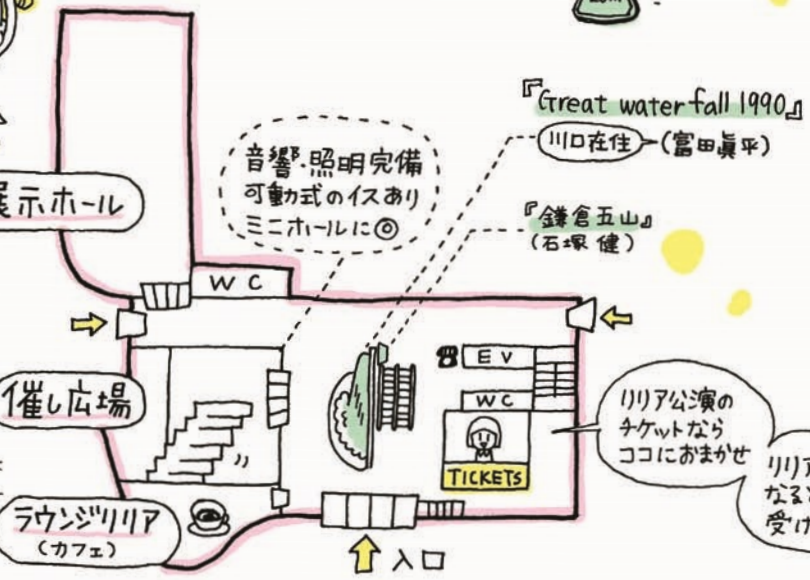 『Great waterfall 1990』
川口在住
(富田眞平)
音響・照明完備
可動式のイスあり
ミニホールに◎
展示ホール
『鎌倉五山』
(石塚 健)
WC
EV
WC
催し広場
リリア公演の
チケットなら
ココにおまかせ
TICKETS
ラウンジリリア
(カフェ)
リリア
なると
受け
入口